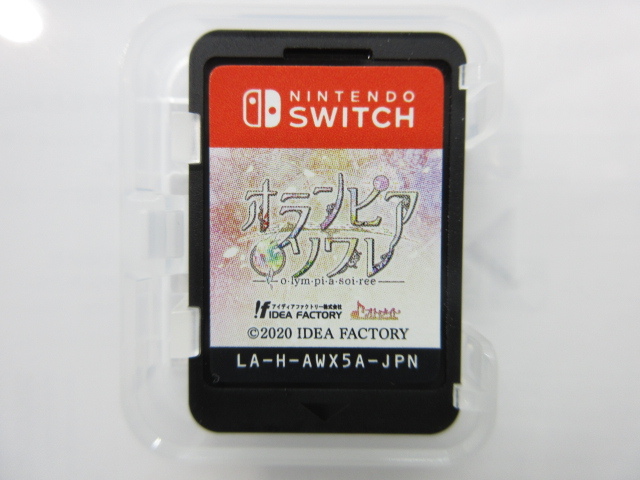 NINTENDO
SWITCH
オランピア
ソワレ
o·lym·pi·a·soi·ree
アイディアファクトリー株式会社
IF IDEA FACTORY
オトメイト
©2020 IDEA FACTORY
LA-H-AWX5A-JPN